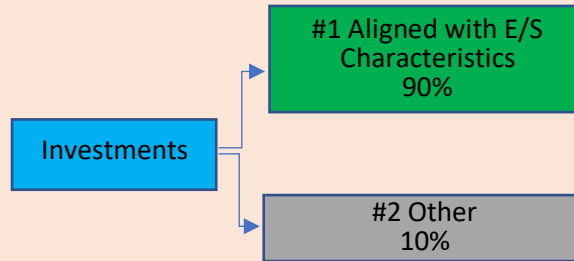 #1 Aligned with E/S
Characteristics
90%
Investments
#2 Other
10%